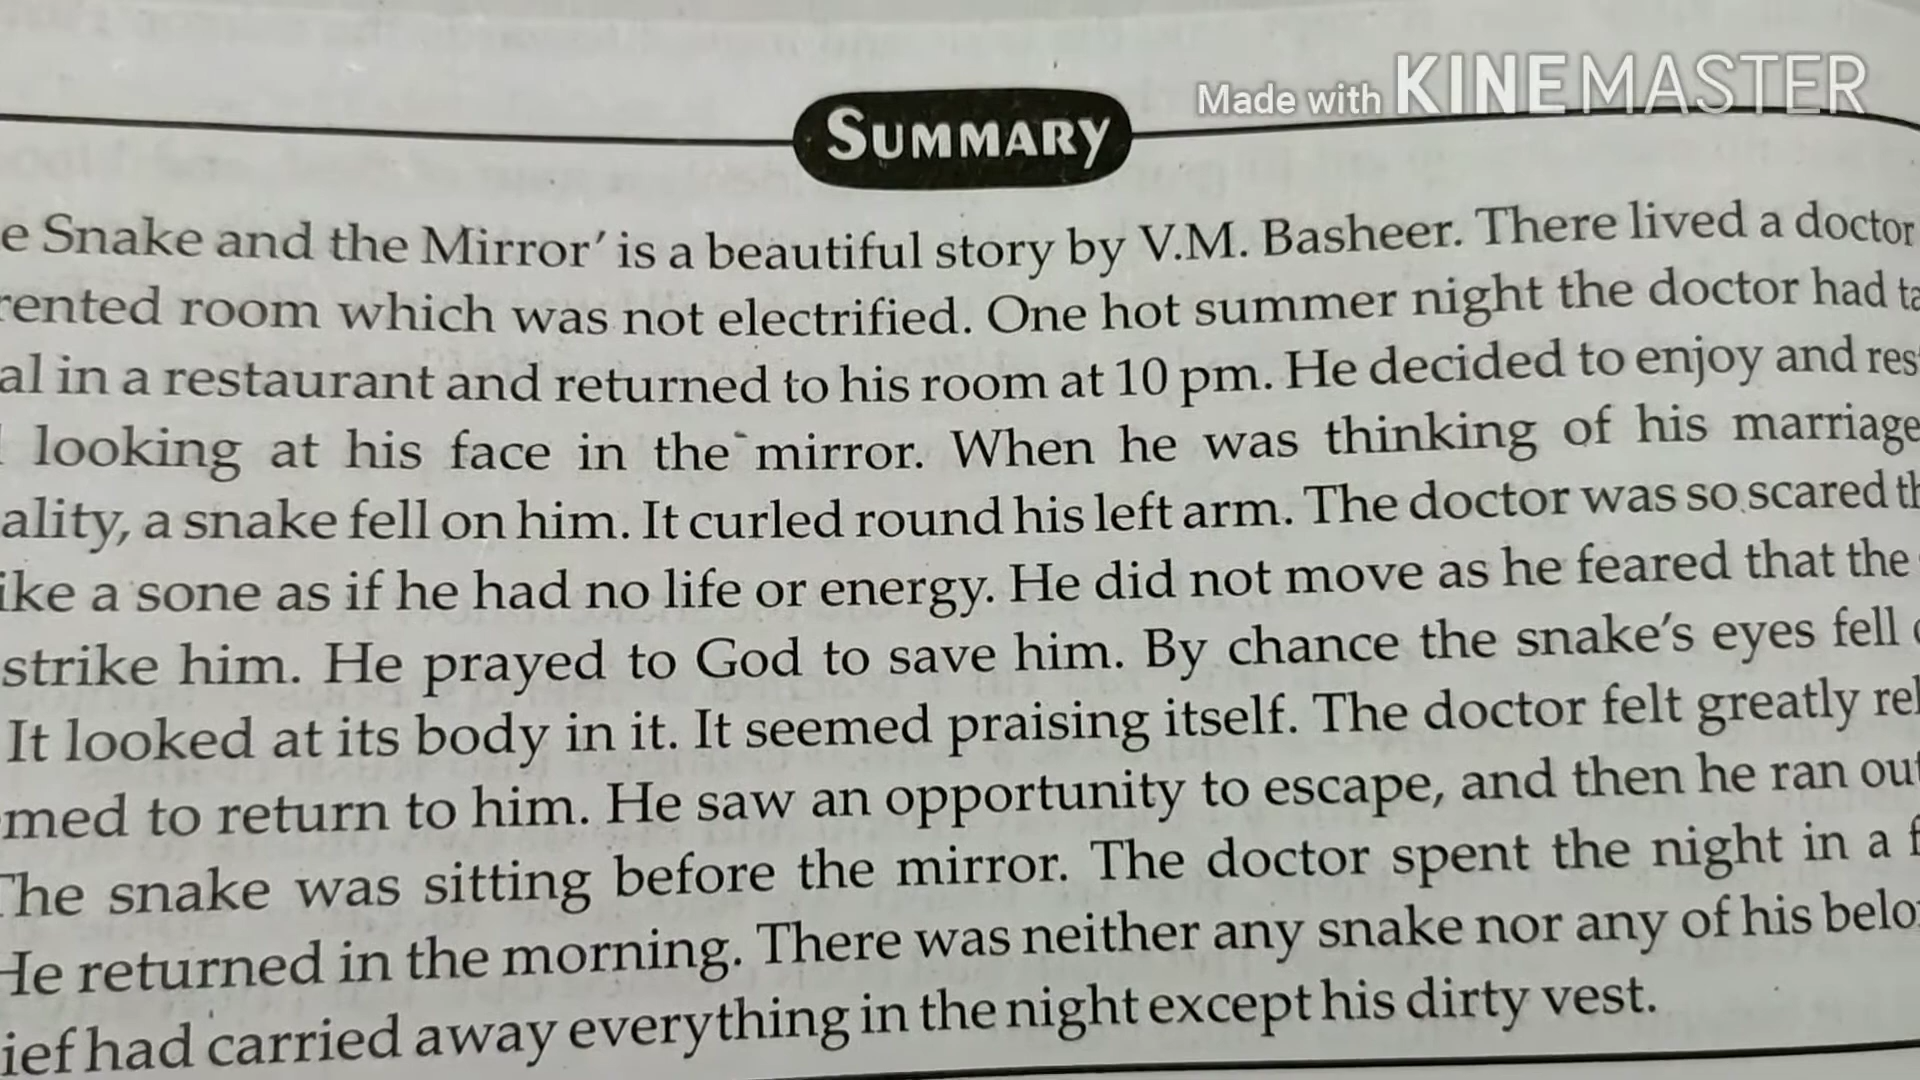 Made with KINEMASTER
SUMMARY
Snake and the Mirror' is a beautiful story by V.M. Basheer. There lived a doctor
rented room which was not electrified. One hot summer night the doctor had
in a restaurant and returned to his room at 10 pm. He decided to enjoy and
looking at his face in the mirror. When he was thinking of his marriage
a snake fell on him. It curled round his left arm. The doctor was so scared
a sone as if he had no life or energy. He did not move as he feared that the
strike him. He prayed to God to save him. By chance the snake's eyes fell
It looked at its body in it. It seemed praising itself. The doctor felt greatly
to return to him. He saw an opportunity to escape, and then he ran out
The snake was sitting before the mirror. The doctor spent the night in a
He returned in the morning. There was neither any snake nor any of his
had carried away everything in the night except his dirty vest.